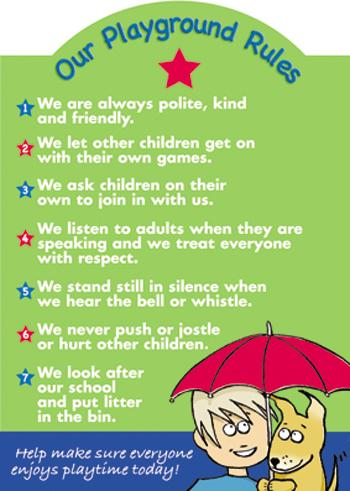 Our Playground Rules
1 We are always polite, kind
and friendly.
2 We let other children get on
with their own games.
3 We ask children on their
own to join in with us.
4 We listen to adults when they are
speaking and we treat everyone
with respect.
5 We stand still in silence when
we hear the bell or whistle.
6 We never push or jostle
or hurt other children.
7 We look after
our school
and put litter
in the bin.
Help make sure everyone
enjoys playtime today!